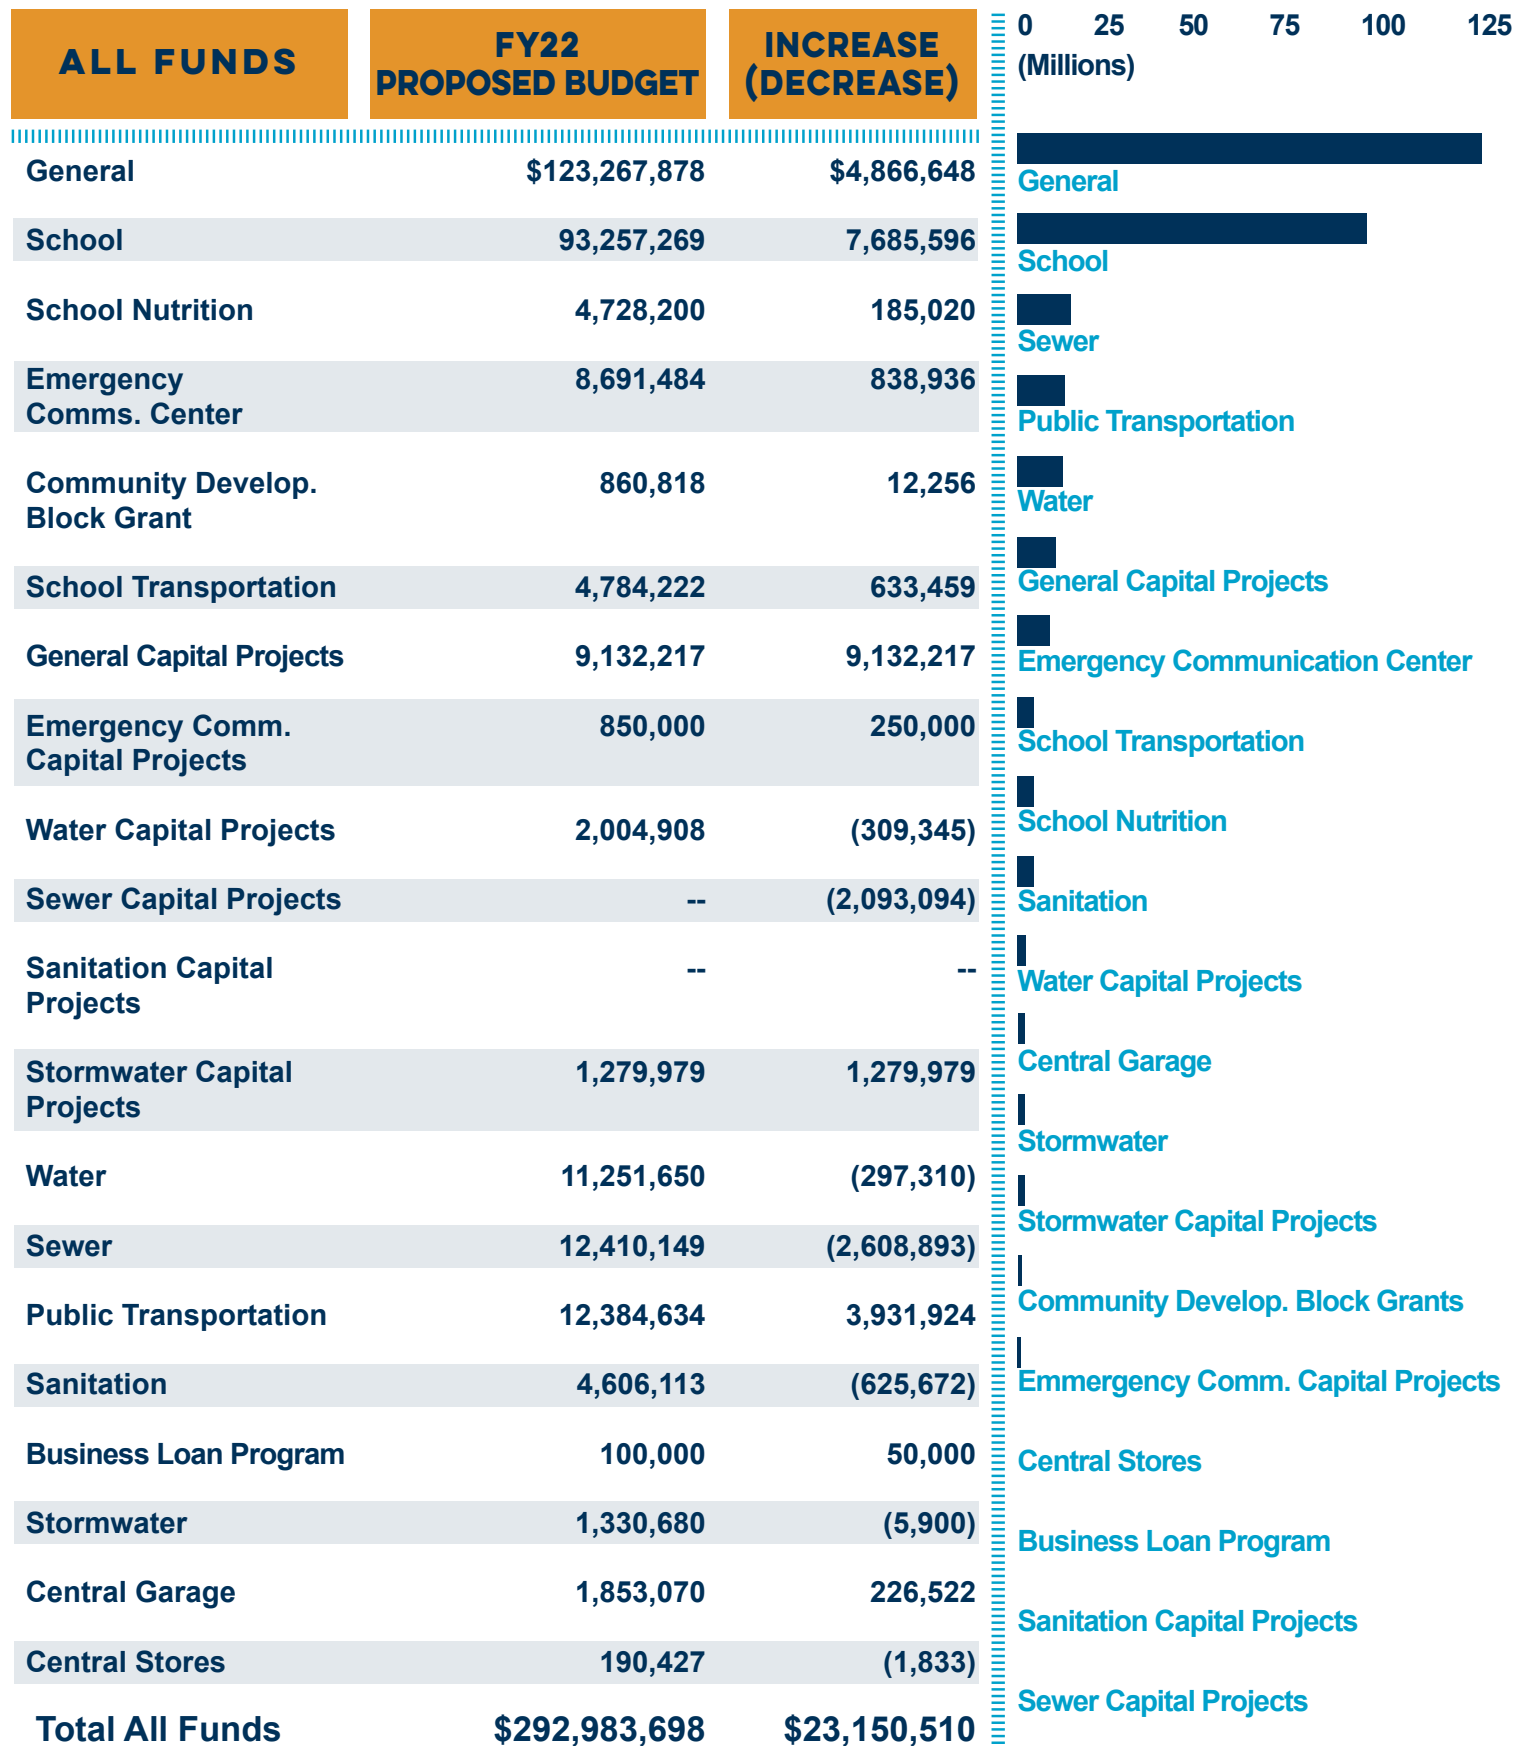 ALL FUNDS
FY22
PROPOSED BUDGET
INCREASE
(DECREASE)
General $123,267,878 $4,866,648
School 93,257,269 7,685,596
School Nutrition 4,728,200 185,020
Emergency 8,691,484 838,936
Comms. Center
Community Develop. 860,818 12,256
Block Grant
School Transportation 4,784,222 633,459
General Capital Projects 9,132,217 9,132,217
Emergency Comm. 850,000 250,000
Capital Projects
Water Capital Projects 2,004,908 (309,345)
Sewer Capital Projects -- (2,093,094)
Sanitation Capital -- --
Projects
Stormwater Capital 1,279,979 1,279,979
Projects
Water 11,251,650 (297,310)
Sewer 12,410,149 (2,608,893)
Public Transportation 12,384,634 3,931,924
Sanitation 4,606,113 (625,672)
Business Loan Program 100,000 50,000
Stormwater 1,330,680 (5,900)
Central Garage 1,853,070 226,522
Central Stores 190,427 (1,833)
Total All Funds $292,983,698 $23,150,510
0 25 50 75 100 125
(Millions)
General
School
Sewer
Public Transportation
Water
General Capital Projects
Emergency Communication Center
School Transportation
School Nutrition
Sanitation
Water Capital Projects
Central Garage
Stormwater
Stormwater Capital Projects
Community Develop. Block Grants
Emmergency Comm. Capital Projects
Central Stores
Business Loan Program
Sanitation Capital Projects
Sewer Capital Projects